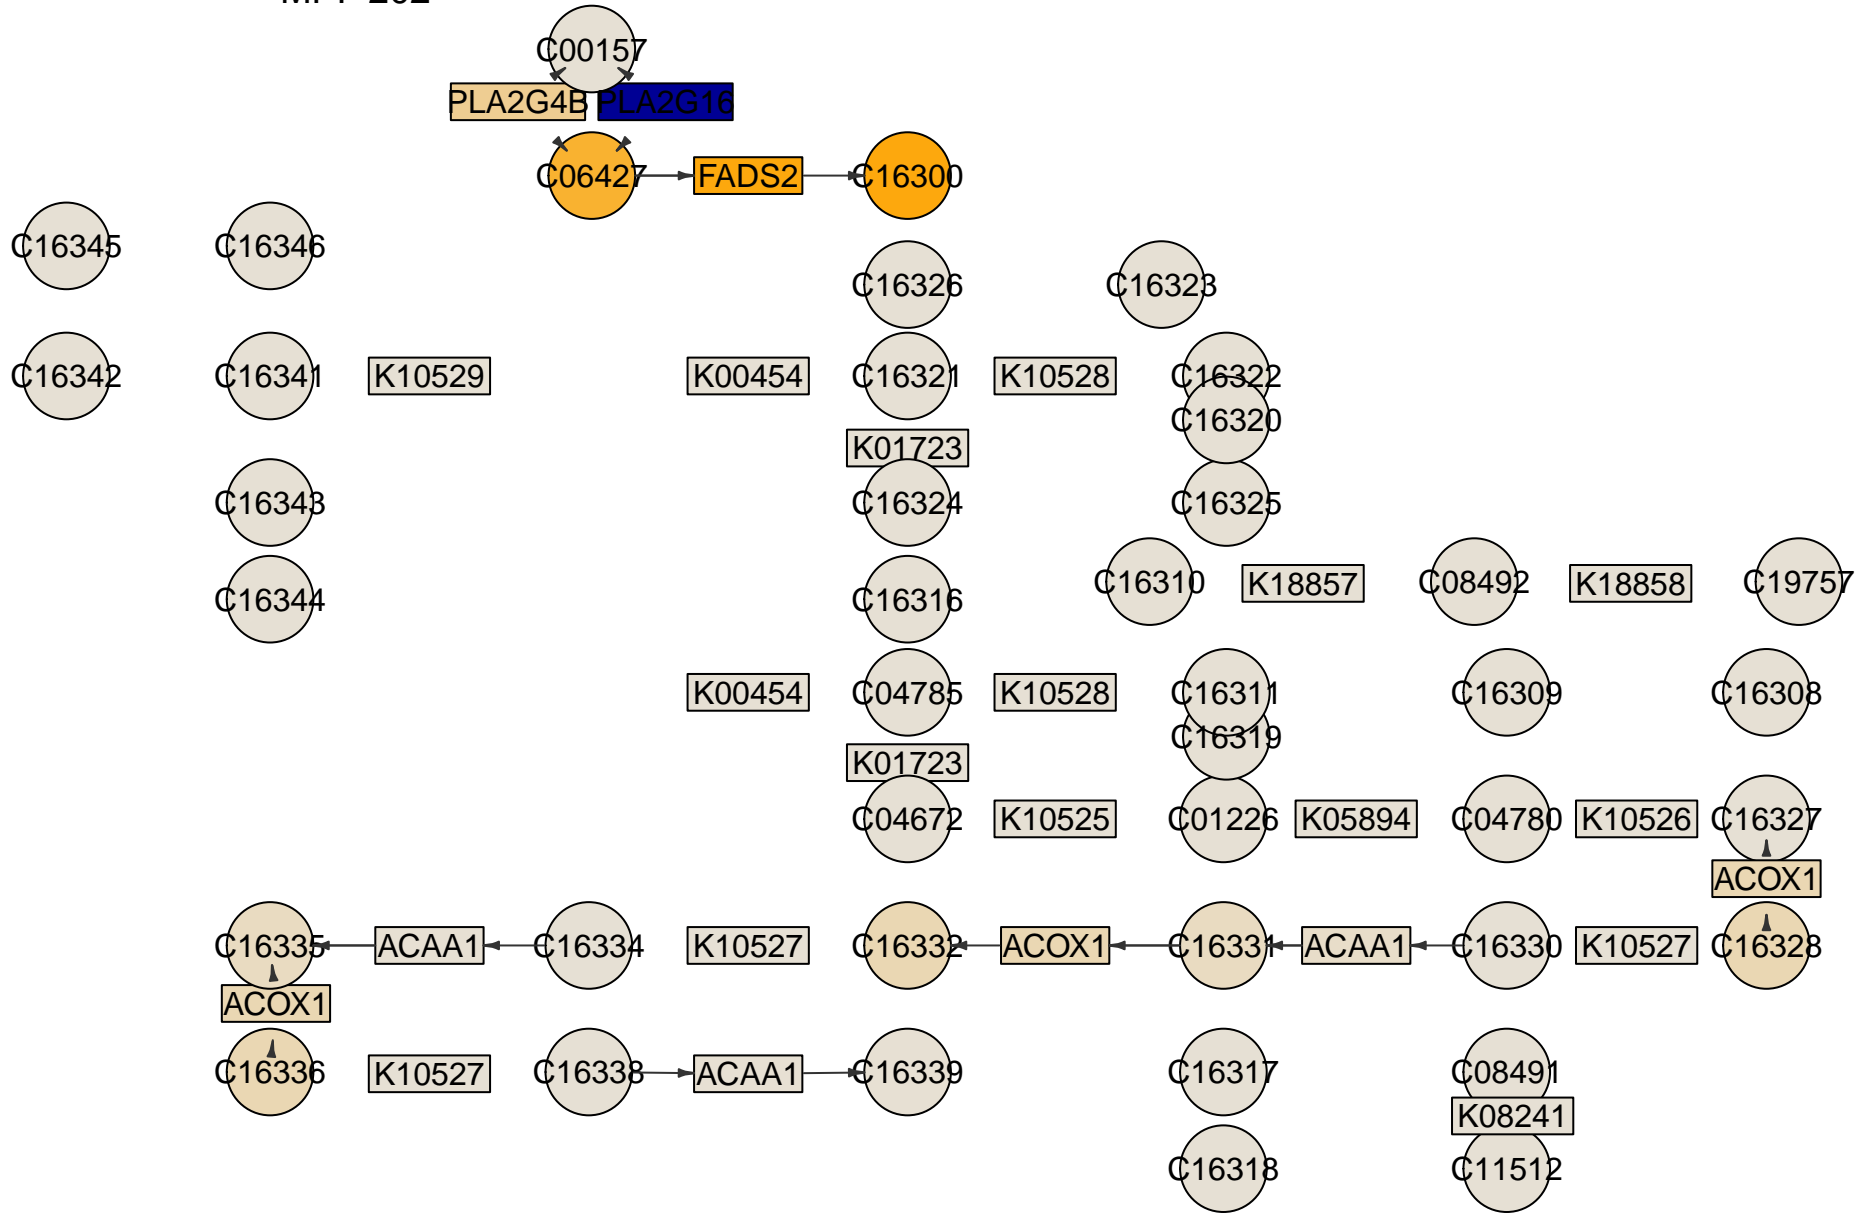 C00157
PLA2G4B PLA2G16
C06427 FADS2 C16300
C16345 C16346
C16326 C16323
C16342 C16341 K10529 K00454 C16321 K10528 C16322
C16320
K01723
C16343 C16324 C16325
C16310 K18857 C08492 K18858 C19757
C16344 C16316
K00454 C04785 K10528 C16311 C16309 C16308
C16319
K01723
C04672 K10525 C01226 K05894 C04780 K10526 C16327
ACOX1
C16335 ACAA1 C16334 K10527 C16332 ACOX1 C16331 ACAA1 C16330 K10527 C16328
ACOX1
C16336 K10527 C16338 ACAA1 C16339 C16317 C08491
K08241
C16318 C11512